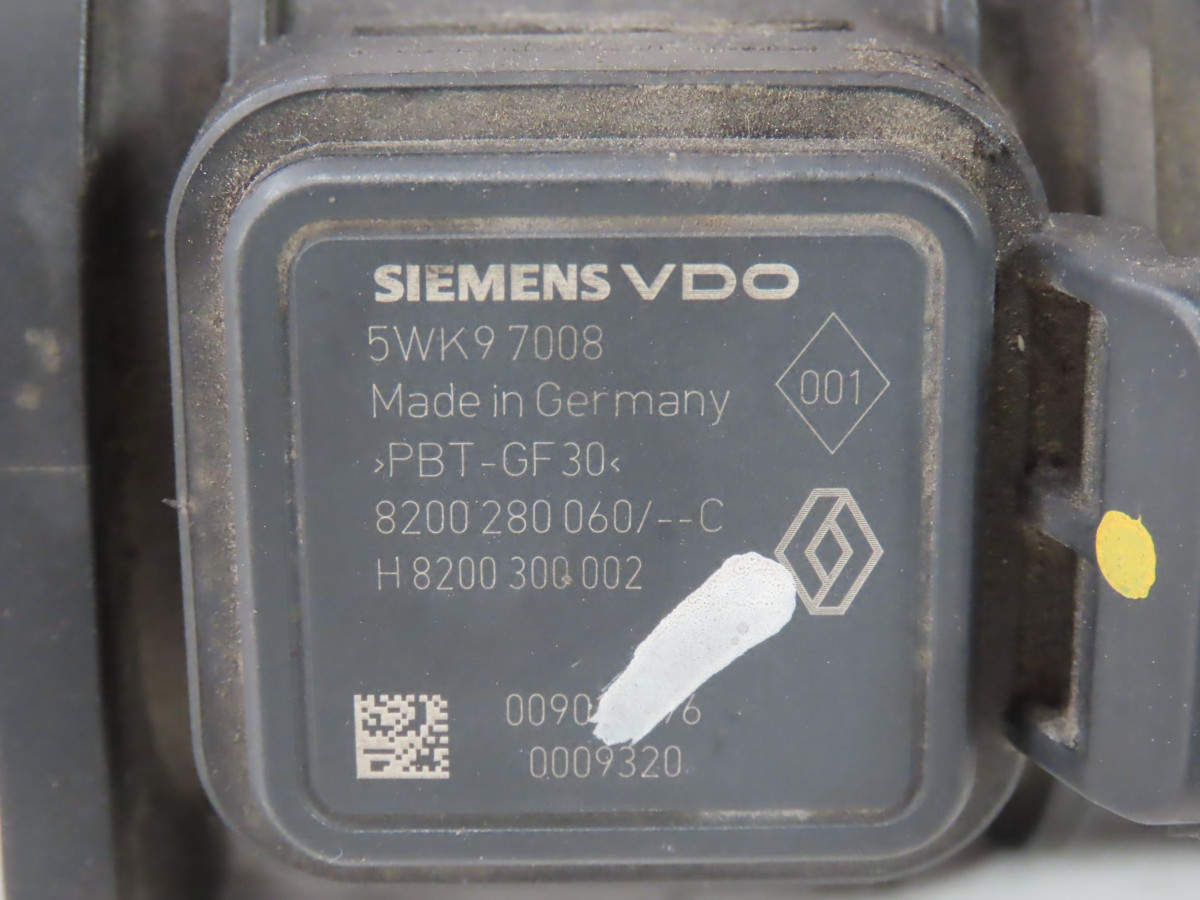 SIEMENS VDO
5WK9 7008
Made in Germany
001
>PBT-GF30<
8200 280 060/--C
H 8200 300 002
0009320